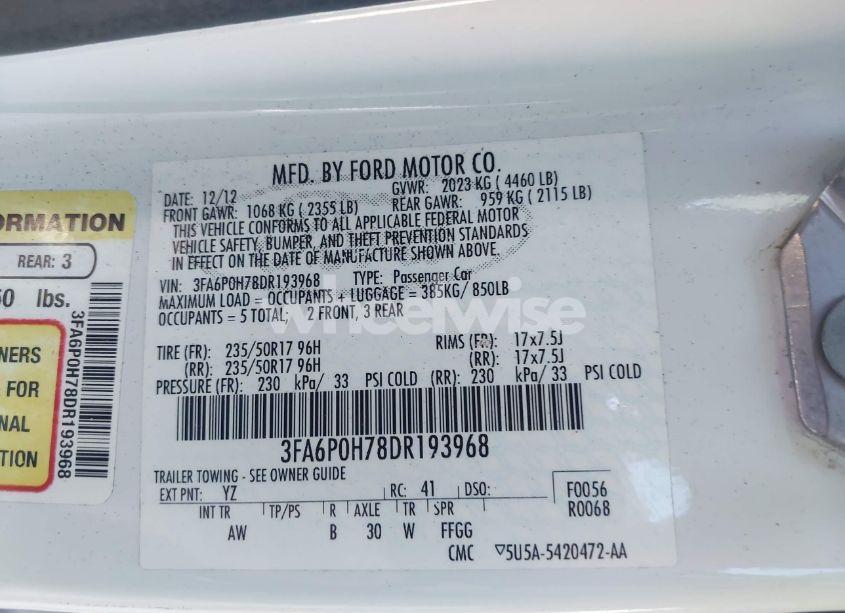 MFD. BY FORD MOTOR CO.
DATE: 12/12 GVWR: 2023 KG ( 4460 LB)
FRONT GAWR: 1068 KG ( 2355 LB) REAR GAWR: 959 KG ( 2115 LB)
THIS VEHICLE CONFORMS TO ALL APPLICABLE FEDERAL MOTOR
VEHICLE SAFETY, BUMPER, AND THEFT PREVENTION STANDARDS
IN EFFECT ON THE DATE OF MANUFACTURE SHOWN ABOVE.
VIN: 3FA6P0H78DR193968 TYPE: Passenger Car
MAXIMUM LOAD = OCCUPANTS + LUGGAGE = 385KG/ 850LB
OCCUPANTS = 5 TOTAL; 2 FRONT, 3 REAR
wheelwise
TIRE (FR): 235/50R17 96H RIMS (FR): 17x7.5J
(RR): 235/50R17 96H (RR): 17x7.5J
PRESSURE (FR): 230 kPa/ 33 PSI COLD (RR): 230 kPa/ 33 PSI COLD
3FA6P0H78DR193968
TRAILER TOWING - SEE OWNER GUIDE
EXT PNT: YZ RC: 41 DSO: F0056
R0068
INT TR TP/PS R AXLE TR SPR
AW B 30 W FFGG
CMC ▽5U5A-5420472-AA
ORMATION
REAR: 3
50 lbs.
NERS
FOR
NAL
TION
3FA6P0H78DR193968